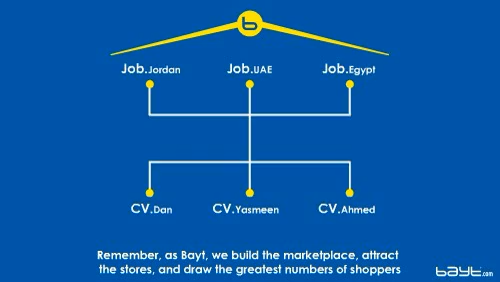 b
Job.Jordan Job.UAE Job.Egypt
CV.Dan CV.Yasmeen CV.Ahmed
Remember, as Bayt, we build the marketplace, attract
the stores, and draw the greatest numbers of shoppers
bayt.com